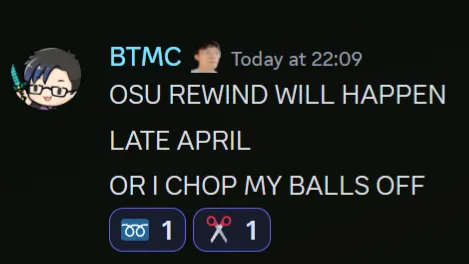 BTMC Today at 22:09
OSU REWIND WILL HAPPEN
LATE APRIL
OR I CHOP MY BALLS OFF
1 1